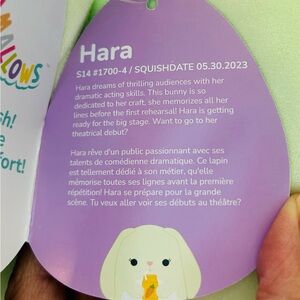 MALLOWS™
sh!
e
fort!
Hara
S14 #1700-4 / SQUISHDATE 05.30.2023
Hara dreams of thrilling audiences with her
dramatic acting skills. This bunny is so
dedicated to her craft, she memorizes all her
lines before the first rehearsal! Hara is getting
ready for the big stage. Want to go to her
theatrical debut?
Hara rêve d'un public passionnant avec ses
talents de comédienne dramatique. Ce lapin
est tellement dédié à son métier, qu'elle
mémorise toutes ses lignes avant la première
répétition! Hara se prépare pour la grande
scène. Tu veux aller voir ses débuts au théâtre?